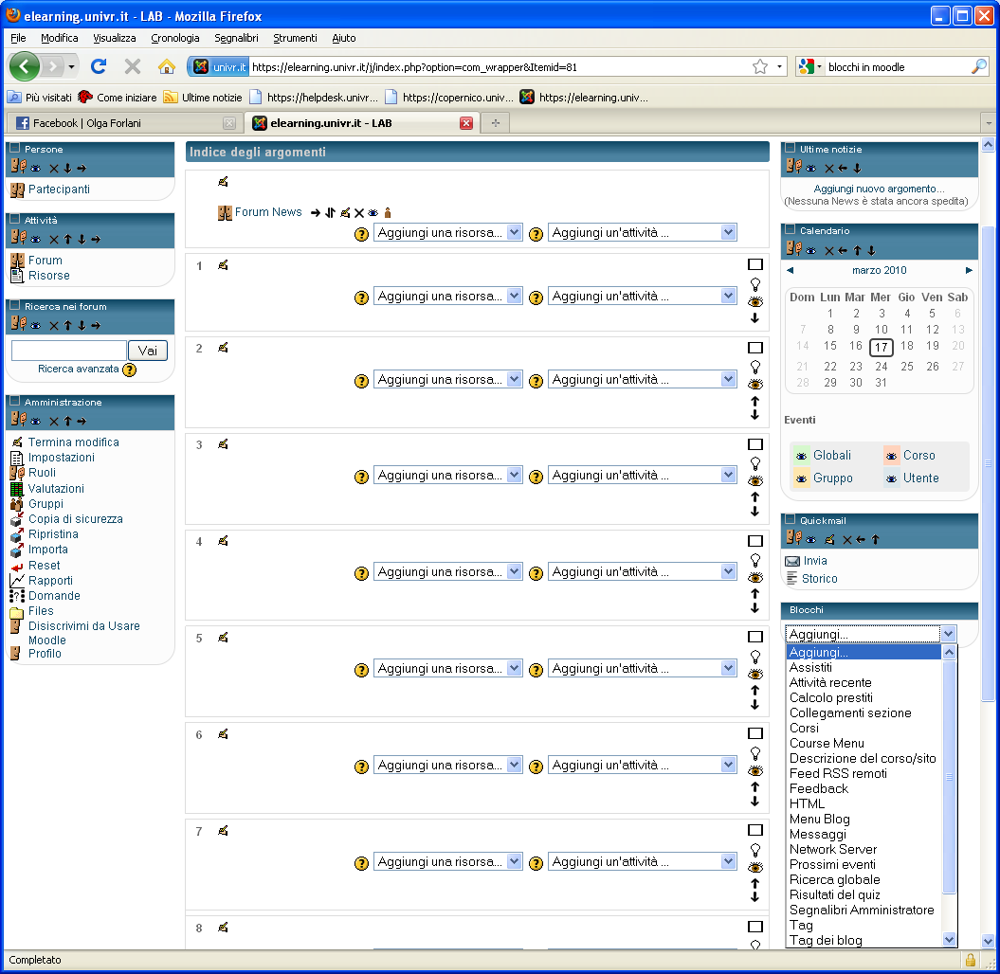 elearning.univr.it - LAB - Mozilla Firefox
File Modifica Visualizza Cronologia Segnalibri Strumenti Aiuto
univr.it https://elearning.univr.it/j/index.php?option=com_wrapper&Itemid=81 blocchi in moodle
Più visitati Come iniziare Ultime notizie https://helpdesk.univr... https://copernico.univ... https://elearning.univ...
Facebook | Olga Forlani elearning.univr.it - LAB
Persone
Partecipanti
Attività
Forum
Risorse
Ricerca nei forum
Vai
Ricerca avanzata ?
Amministrazione
Termina modifica
Impostazioni
Ruoli
Valutazioni
Gruppi
Copia di sicurezza
Ripristina
Importa
Reset
Rapporti
Domande
Files
Disiscrivimi da Usare
Moodle
Profilo
Indice degli argomenti
Forum News
? Aggiungi una risorsa... ? Aggiungi un'attività ...
1
? Aggiungi una risorsa... ? Aggiungi un'attività ...
2
? Aggiungi una risorsa... ? Aggiungi un'attività ...
3
? Aggiungi una risorsa... ? Aggiungi un'attività ...
4
? Aggiungi una risorsa... ? Aggiungi un'attività ...
5
? Aggiungi una risorsa... ? Aggiungi un'attività ...
6
? Aggiungi una risorsa... ? Aggiungi un'attività ...
7
? Aggiungi una risorsa... ? Aggiungi un'attività ...
8
Ultime notizie
Aggiungi nuovo argomento...
(Nessuna News è stata ancora spedita)
Calendario
marzo 2010
Dom Lun Mar Mer Gio Ven Sab
1 2 3 4 5 6
7 8 9 10 11 12 13
14 15 16 17 18 19 20
21 22 23 24 25 26 27
28 29 30 31
Eventi
Globali Corso
Gruppo Utente
Quickmail
Invia
Storico
Blocchi
Aggiungi...
Aggiungi...
Assistiti
Attività recente
Calcolo prestiti
Collegamenti sezione
Corsi
Course Menu
Descrizione del corso/sito
Feed RSS remoti
Feedback
HTML
Menu Blog
Messaggi
Network Server
Prossimi eventi
Ricerca globale
Risultati del quiz
Segnalibri Amministratore
Tag
Tag dei blog
Completato